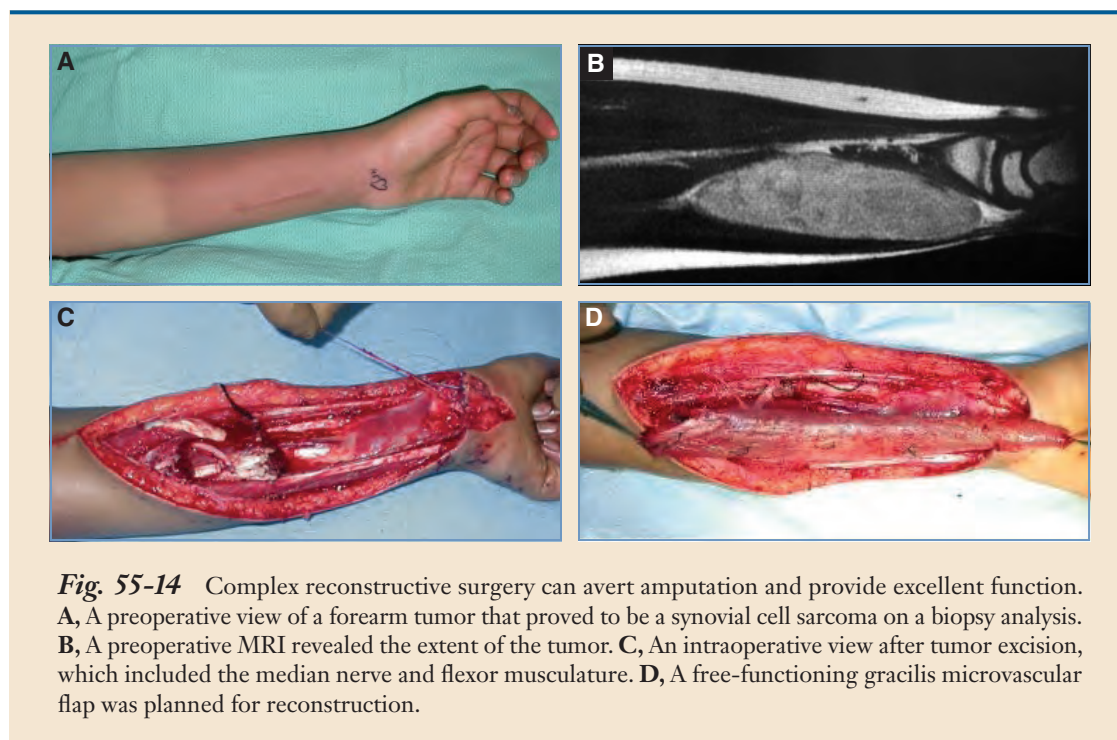 A
B
C
D
Fig. 55-14 Complex reconstructive surgery can avert amputation and provide excellent function.
A, A preoperative view of a forearm tumor that proved to be a synovial cell sarcoma on a biopsy analysis.
B, A preoperative MRI revealed the extent of the tumor. C, An intraoperative view after tumor excision,
which included the median nerve and flexor musculature. D, A free-functioning gracilis microvascular
flap was planned for reconstruction.